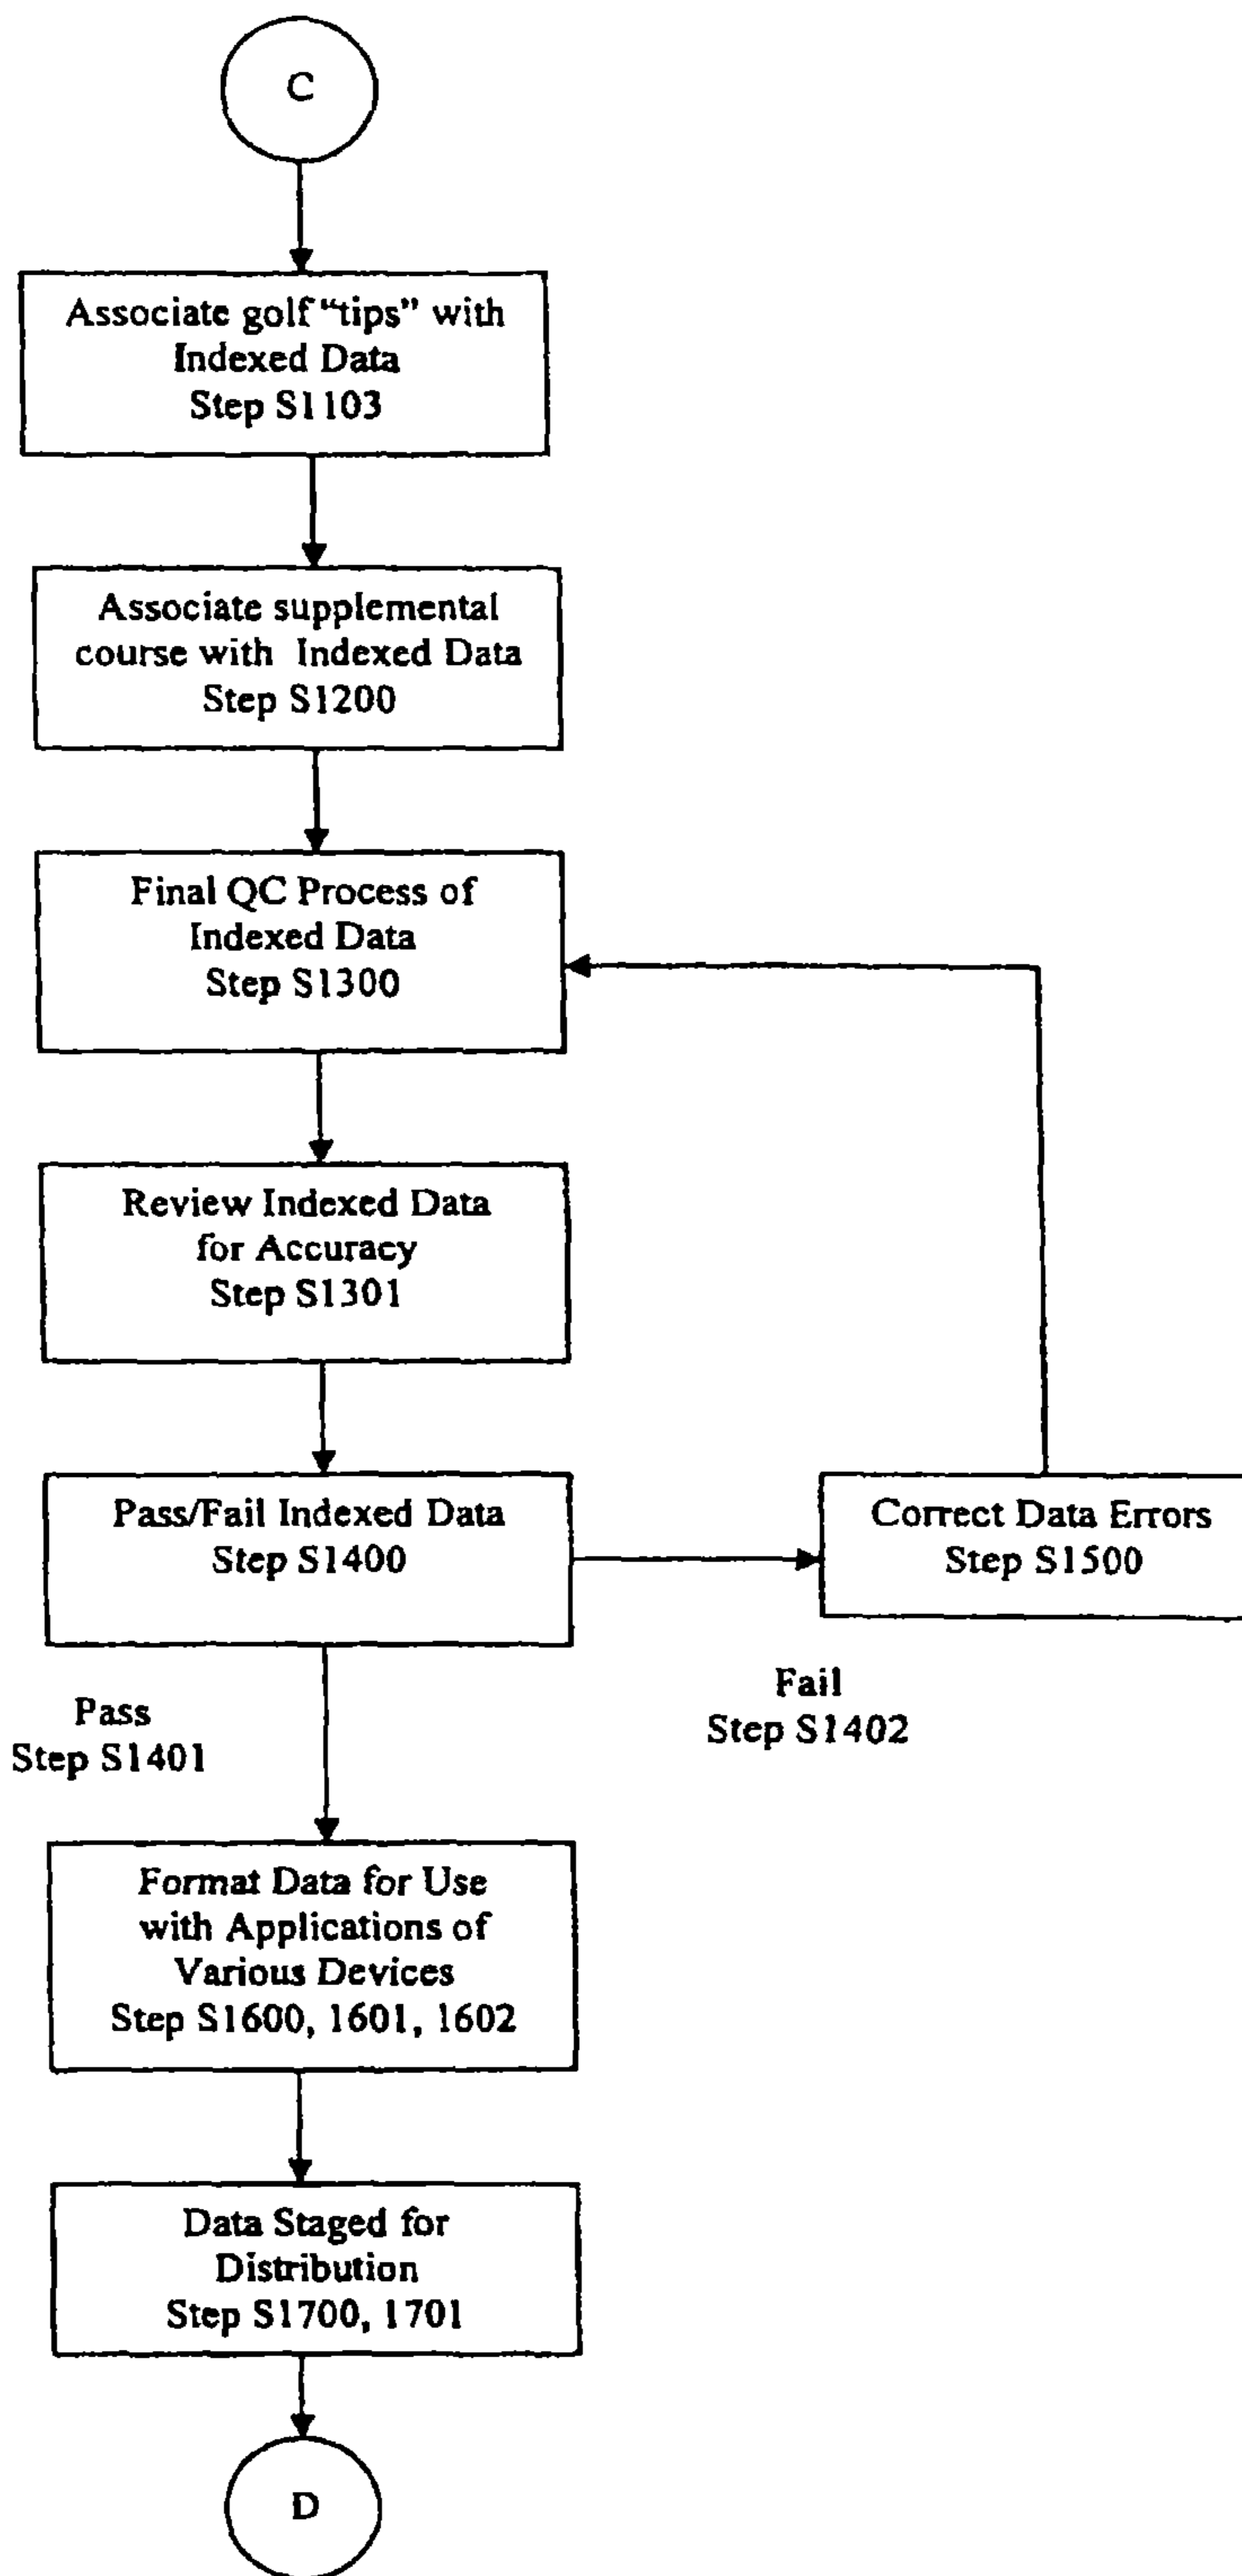 C
Associate golf “tips” with
Indexed Data
Step S1103
Associate supplemental
course with Indexed Data
Step S1200
Final QC Process of
Indexed Data
Step S1300
Review Indexed Data
for Accuracy
Step S1301
Pass/Fail Indexed Data
Step S1400
Correct Data Errors
Step S1500
Fail
Step S1402
Pass
Step S1401
Format Data for Use
with Applications of
Various Devices
Step S1600, 1601, 1602
Data Staged for
Distribution
Step S1700, 1701
D